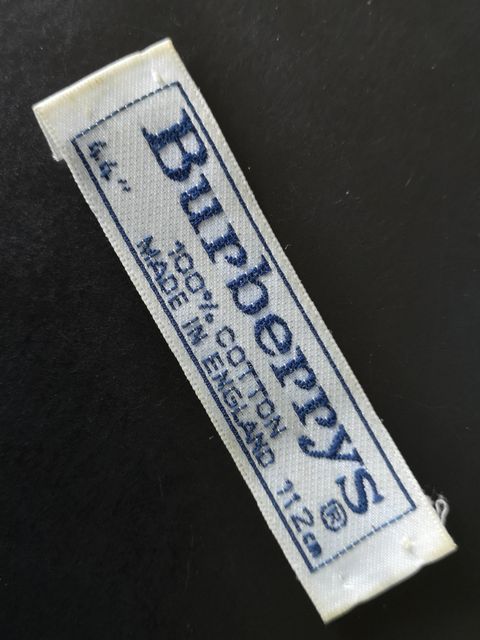 Burberrys®
44" 100% COTTON
MADE IN ENGLAND 112cm